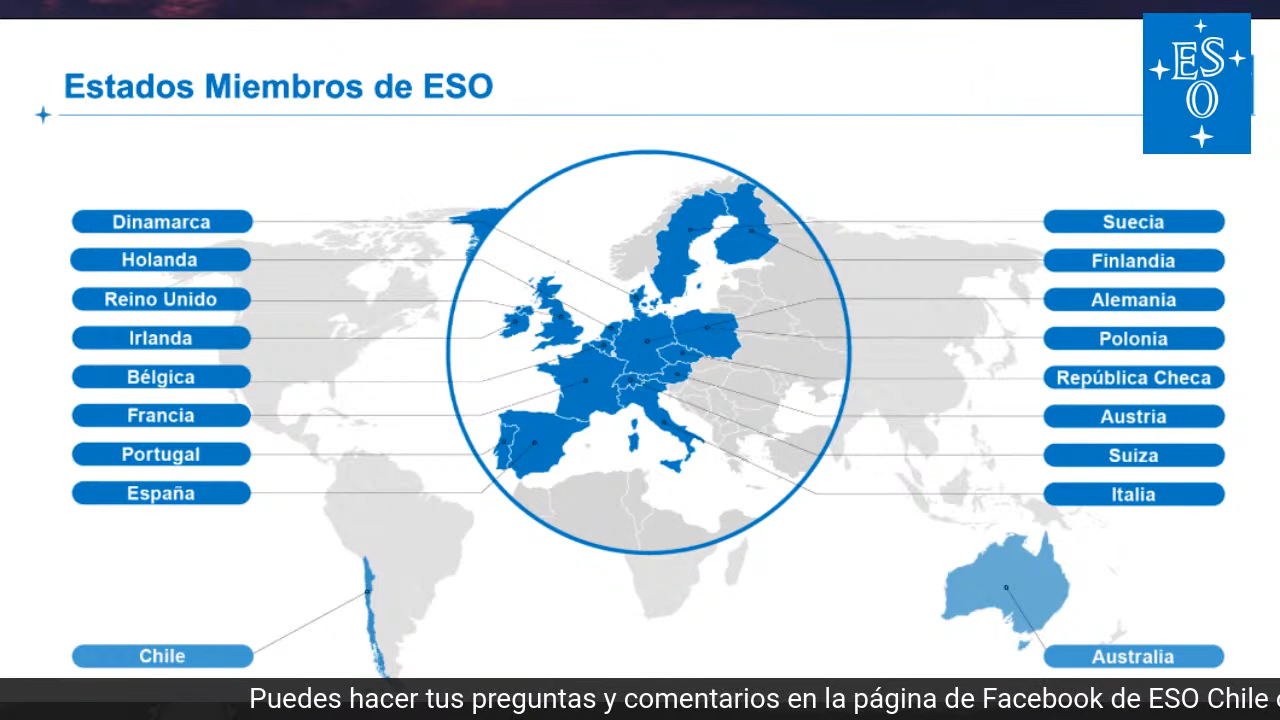 ESO
Estados Miembros de ESO
Dinamarca
Holanda
Reino Unido
Irlanda
Bélgica
Francia
Portugal
España
Chile
Suecia
Finlandia
Alemania
Polonia
República Checa
Austria
Suiza
Italia
Australia
Puedes hacer tus preguntas y comentarios en la página de Facebook de ESO Chile